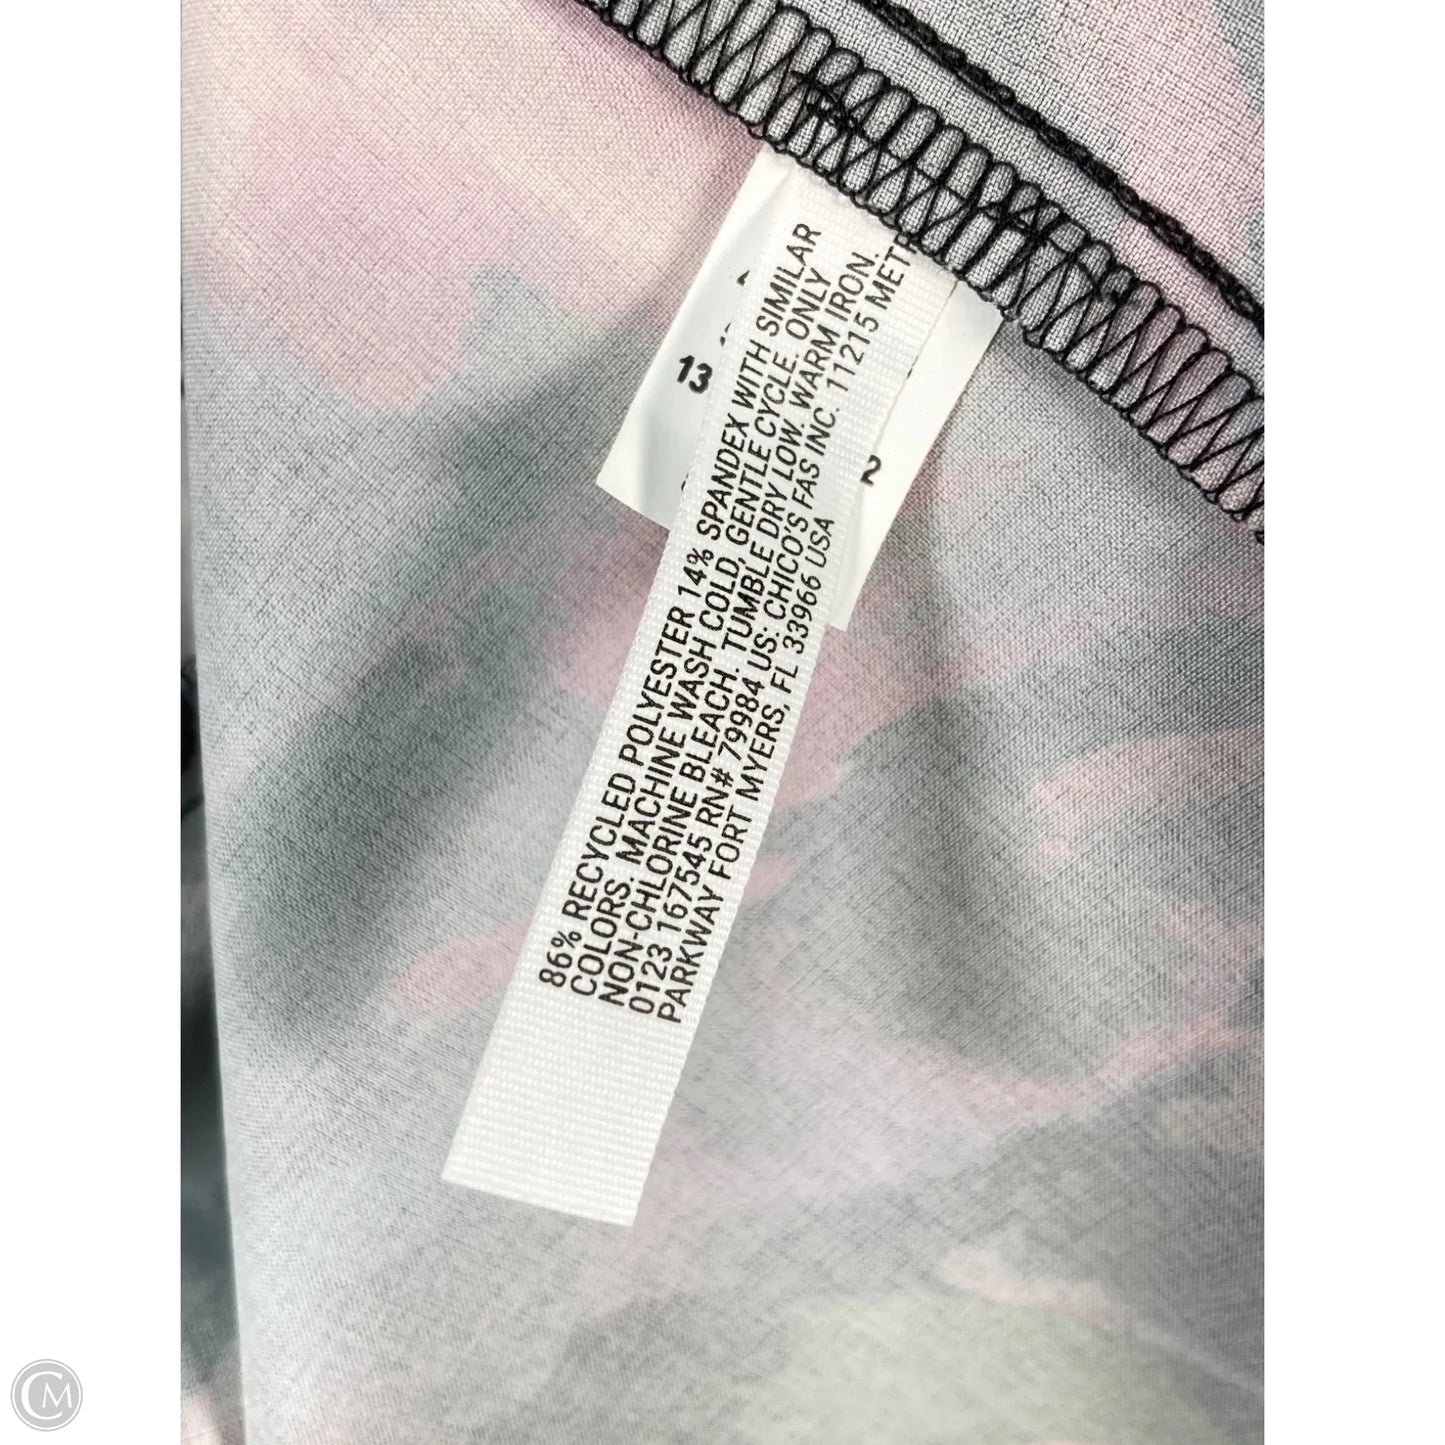 86% RECYCLED POLYESTER 14% SPANDEX WITH SIMILAR
COLORS. MACHINE WASH COLD, GENTLE CYCLE. ONLY
NON-CHLORINE BLEACH. TUMBLE DRY LOW, WARM IRON.
0123 167545 RN# 79984 US: CHICO'S FAS INC. 11215 METR
PARKWAY FORT MYERS, FL 33966 USA
13
2
CM